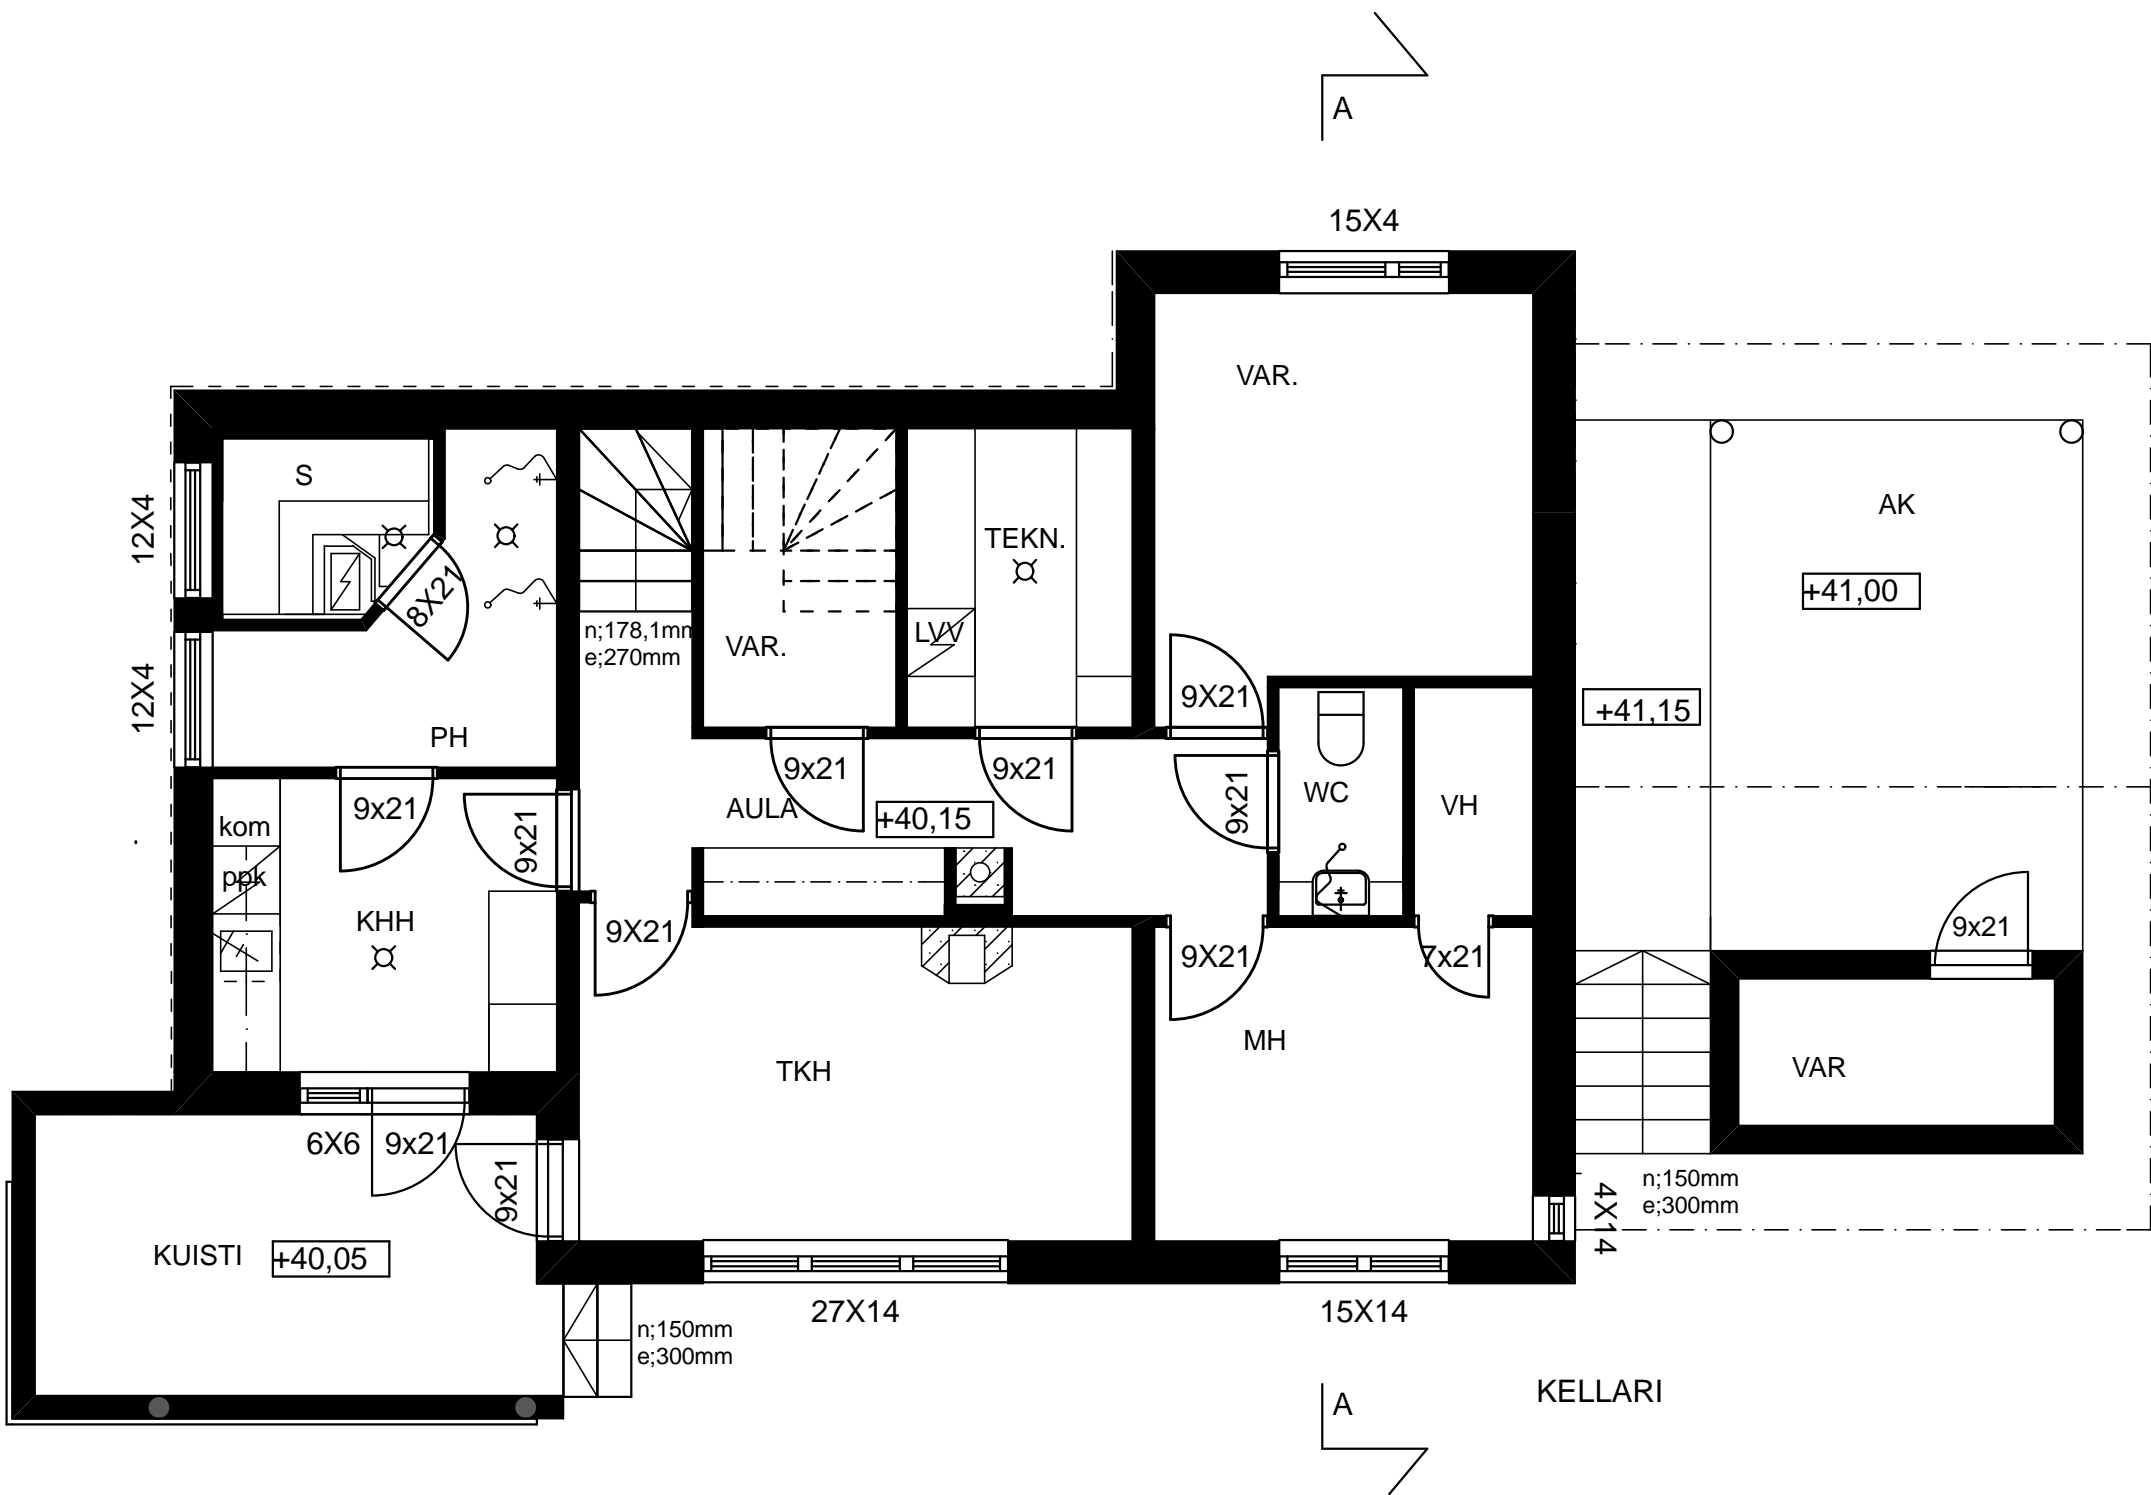 A
15X4
VAR.
S
12X4
8X21
TEKN.
AK
+41,00
n;178,1mm
e;270mm
VAR.
LVV
9X21
+41,15
12X4
PH
9x21
9x21
9x21
9x21
9x21
AULA
+40,15
WC
VH
kom
ppk
KHH
9X21
9X21
7x21
9x21
MH
TKH
VAR
6X6
9x21
9x21
n;150mm
e;300mm
4X14
KUISTI
+40,05
27X14
15X14
n;150mm
e;300mm
KELLARI
A